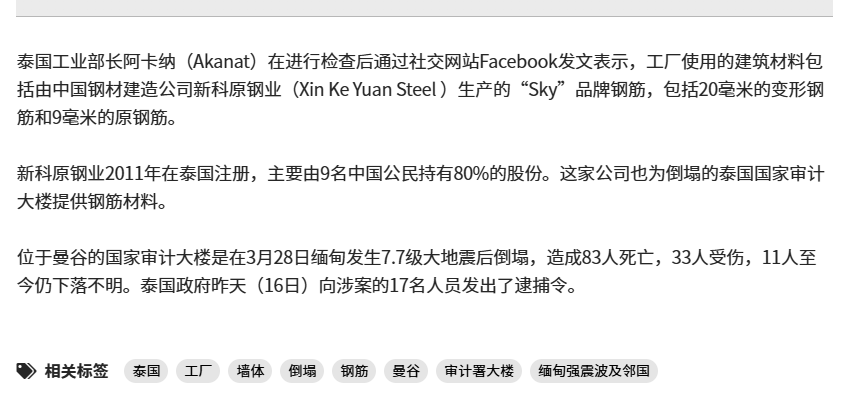 泰国工业部长阿卡纳（Akanat）在进行检查后通过社交网站Facebook发文表示，工厂使用的建筑材料包
括由中国钢材建造公司新科原钢业（Xin Ke Yuan Steel ）生产的“Sky”品牌钢筋，包括20毫米的变形钢
筋和9毫米的原钢筋。
新科原钢业2011年在泰国注册，主要由9名中国公民持有80%的股份。这家公司也为倒塌的泰国国家审计
大楼提供钢筋材料。
位于曼谷的国家审计大楼是在3月28日缅甸发生7.7级大地震后倒塌，造成83人死亡，33人受伤，11人至
今仍下落不明。泰国政府昨天（16日）向涉案的17名人员发出了逮捕令。
相关标签 泰国 工厂 墙体 倒塌 钢筋 曼谷 审计署大楼 缅甸强震波及邻国